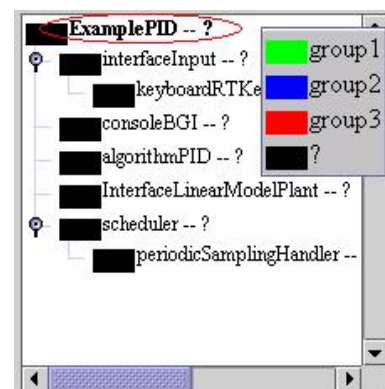 ExamplePID -- ?
interfaceInput -- ?
keyboardRTKe
consoleBGI -- ?
algorithmPID -- ?
InterfaceLinearModelPlant -- ?
scheduler -- ?
periodicSamplingHandler --
group1
group2
group3
?